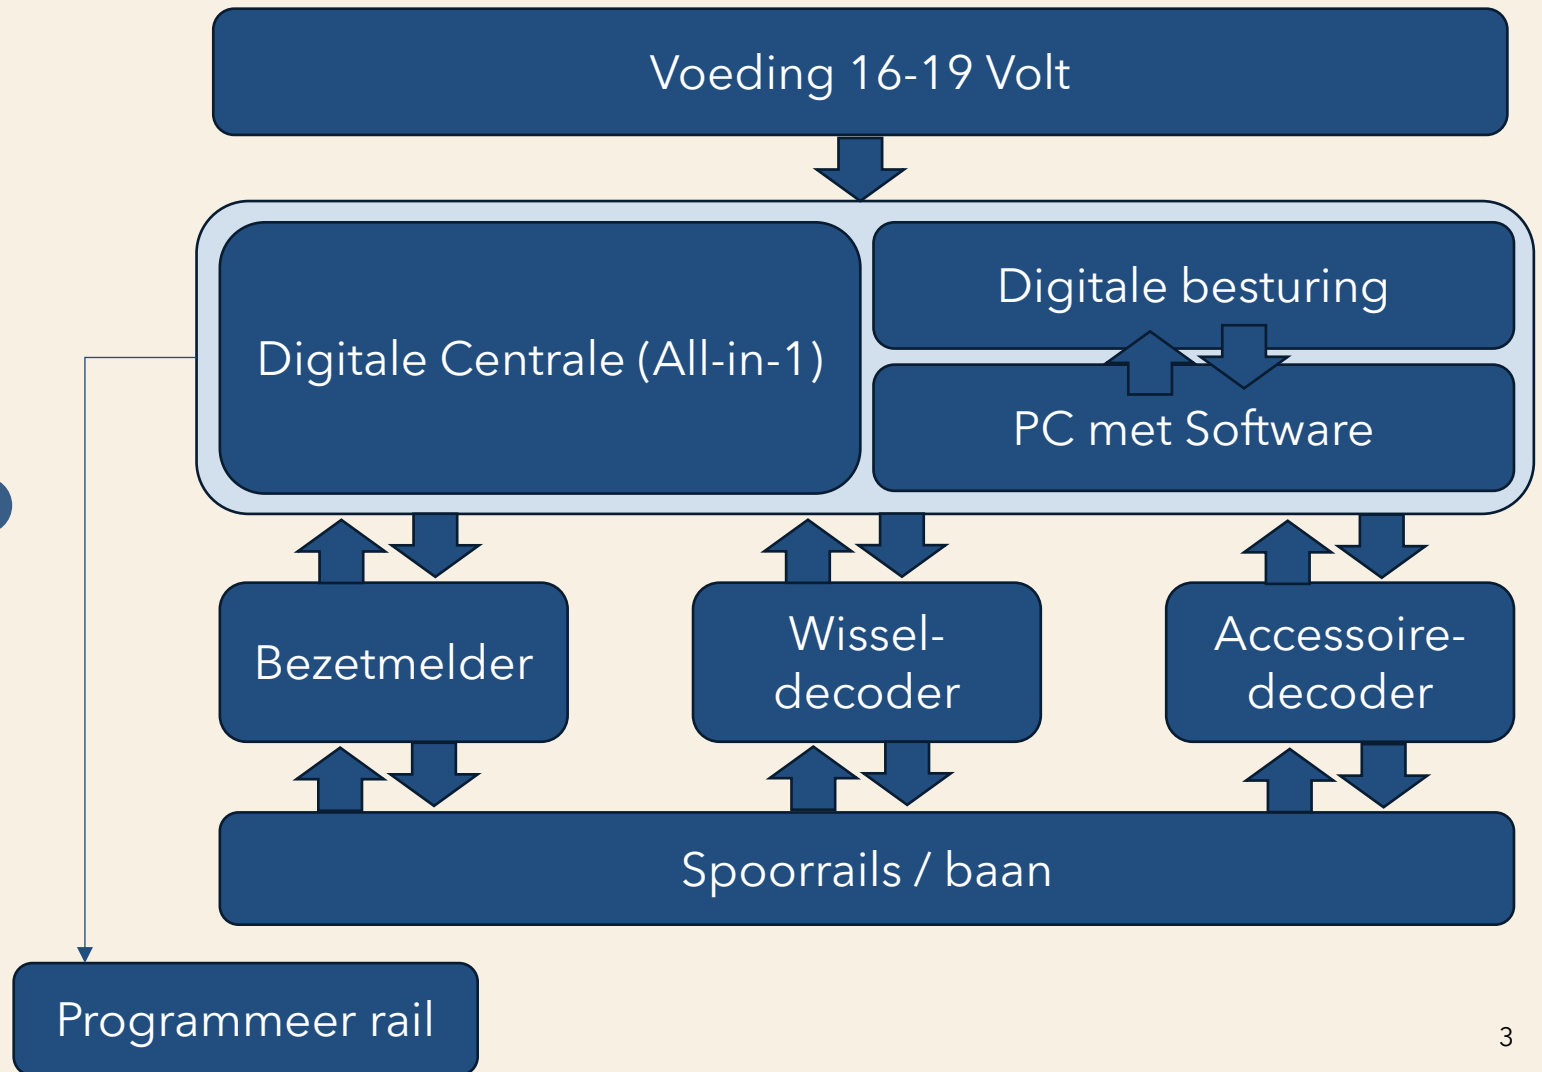 Voeding 16-19 Volt
Digitale Centrale (All-in-1)
Digitale besturing
PC met Software
Bezetmelder
Wissel-
decoder
Accessoire-
decoder
Spoorrails / baan
Programmeer rail
3